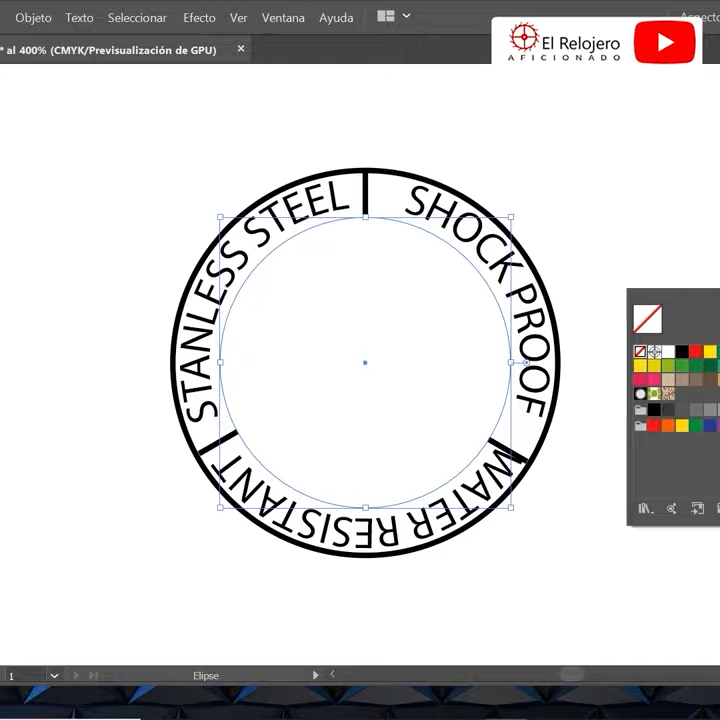 Objeto Texto Seleccionar Efecto Ver Ventana Ayuda
Aspecto
* al 400% (CMYK/Previsualización de GPU) ×
El Relojero
AFICIONADO
SHOCK PROOF
WATER RESISTANT
STANLESS STEEL
1
Elipse